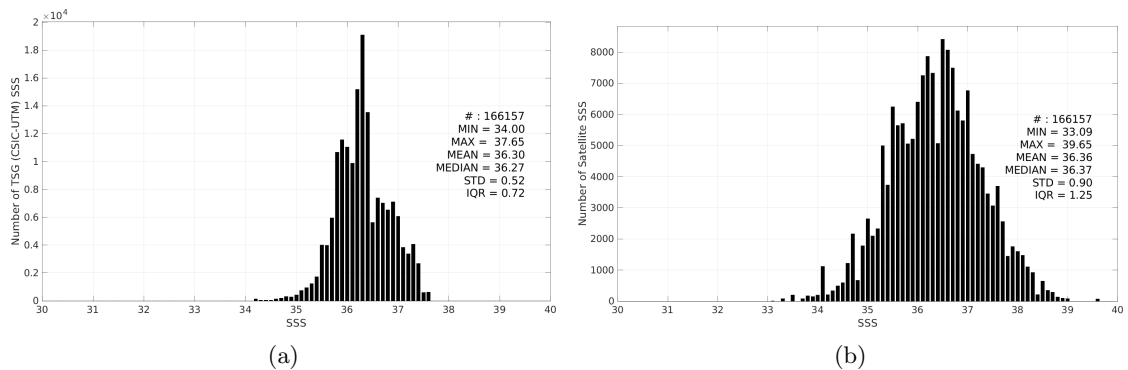 ×10⁴
2
1.8
1.6
1.4
1.2
1
0.8
0.6
0.4
0.2
0
Number of TSG (CSIC-UTM) SSS
# : 166157
MIN = 34.00
MAX = 37.65
MEAN = 36.30
MEDIAN = 36.27
STD = 0.52
IQR = 0.72
30 31 32 33 34 35 36 37 38 39 40
SSS
(a)
8000
7000
6000
5000
4000
3000
2000
1000
0
Number of Satellite SSS
# : 166157
MIN = 33.09
MAX = 39.65
MEAN = 36.36
MEDIAN = 36.37
STD = 0.90
IQR = 1.25
30 31 32 33 34 35 36 37 38 39 40
SSS
(b)